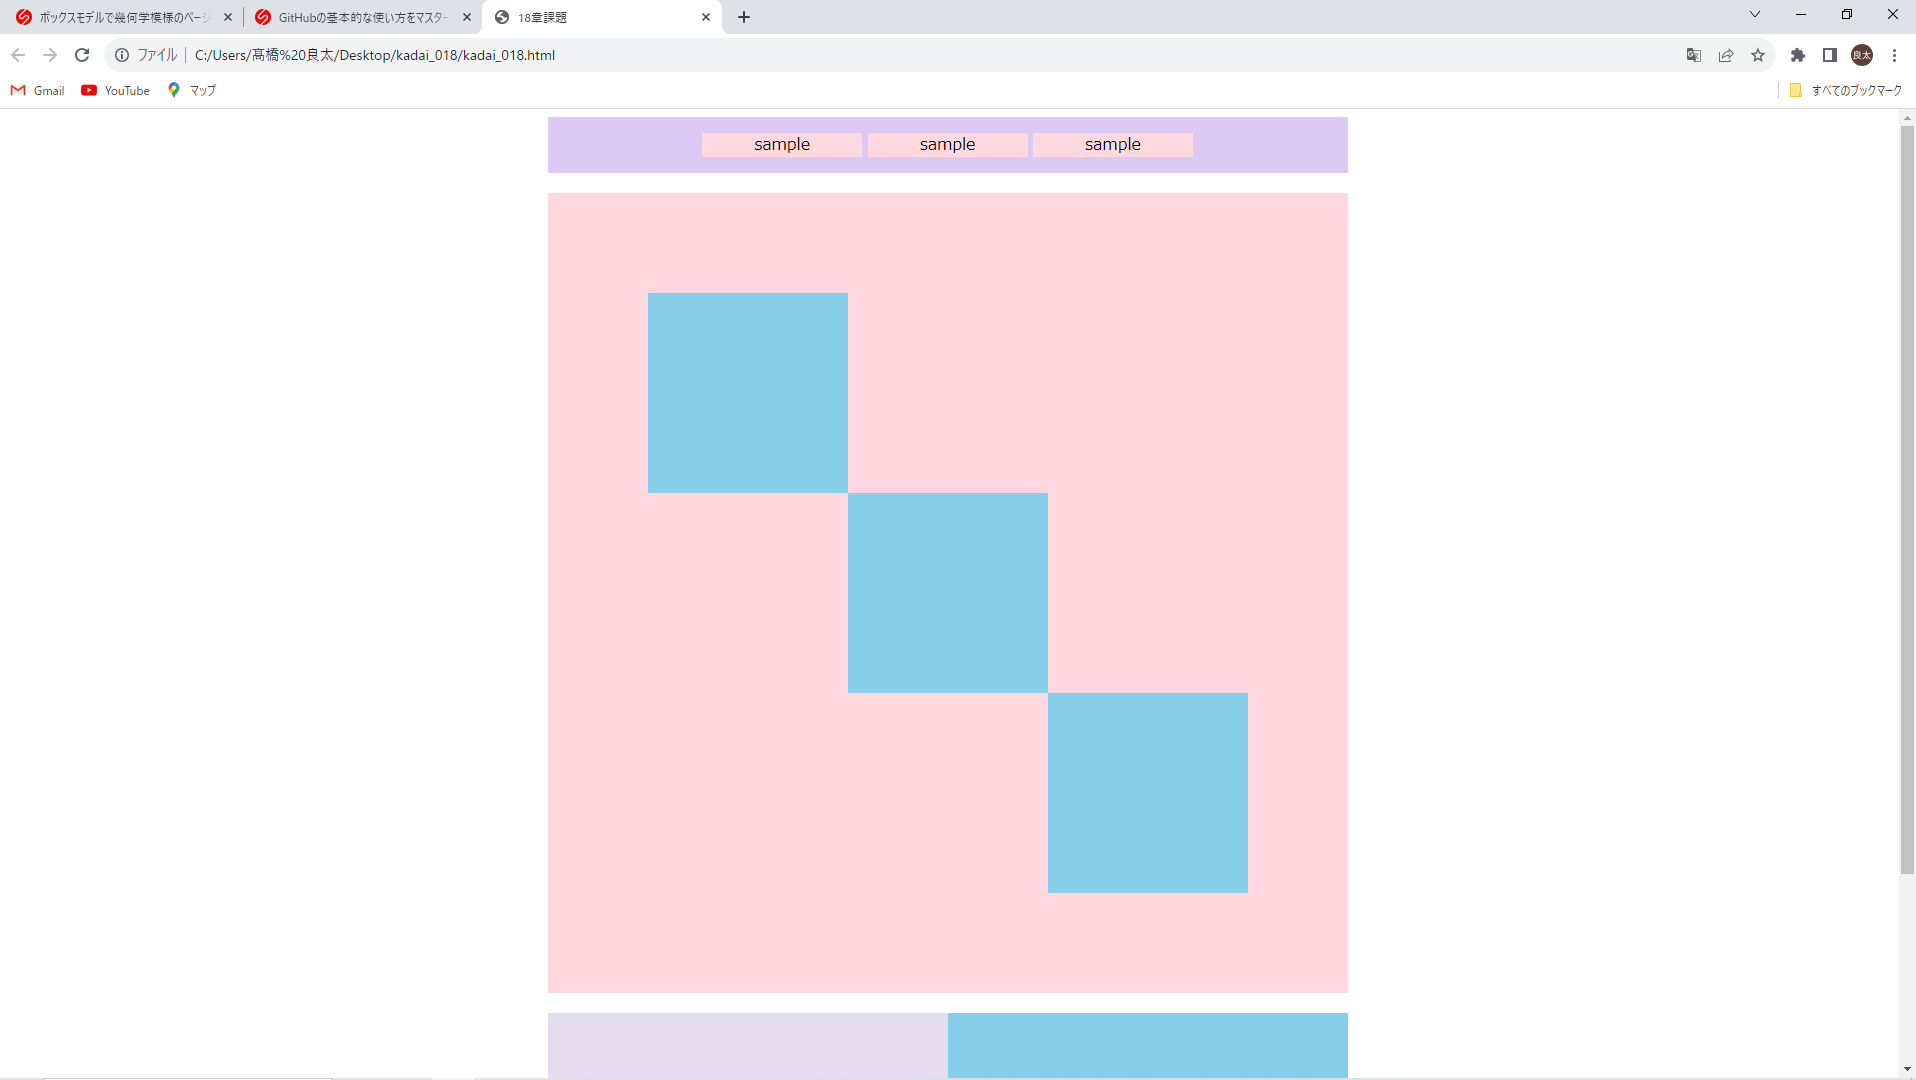 ボックスモデルで幾何学模様のページ
GitHubの基本的な使い方をマスター
18章課題
ファイル
C:/Users/髙橋%20良太/Desktop/kadai_018/kadai_018.html
良太
Gmail
YouTube
マップ
すべてのブックマーク
sample sample sample